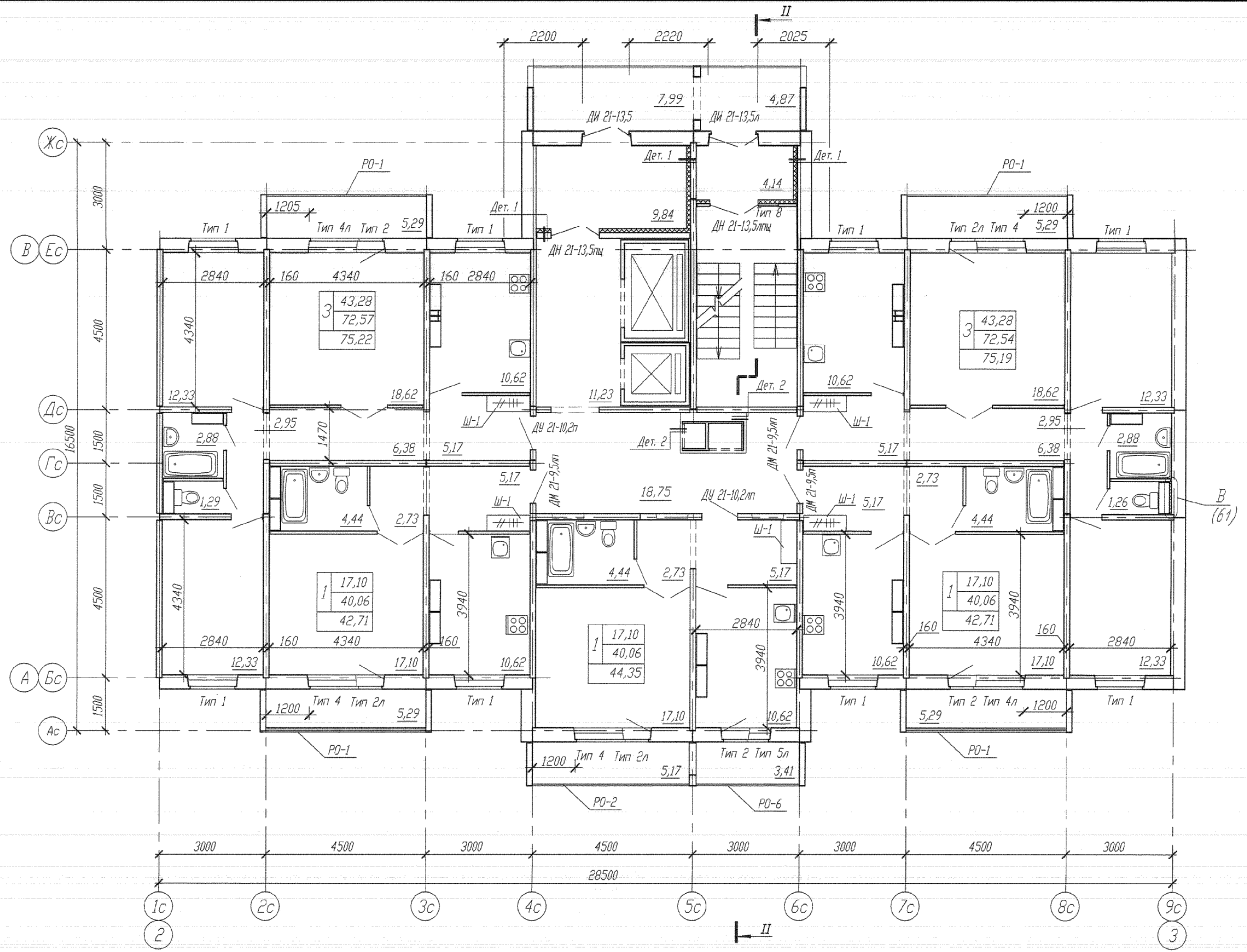 II
2200
2220
2025
7,99
4,87
ДИ 21-13,5
ДИ 21-13,5л
Жс
Дет. 1
Дет. 1
РО-1
РО-1
3000
4,14
1205
5,29
Дет. 1
9,84
Тип 8
1200
5,29
Тип 1
Тип 4л
Тип 2
Тип 1
ДН 21-13,5пц
ДН 21-13,5лпц
Тип 1
Тип 2л
Тип 4
Тип 1
В
Ес
2840
160
4340
160
2840
3
43,28
72,57
75,22
3
43,28
72,54
75,19
4340
4500
12,33
18,62
10,62
11,23
Дет. 2
10,62
18,62
12,33
Дс
Ш-1
Ш-1
2,95
1470
ДУ 21-10,2п
ДМ 21-9,5лп
2,95
16500
1500
2,88
6,38
5,17
Дет. 2
5,17
6,38
2,88
Гс
5,17
ДМ 21-9,5лп
18,75
ДУ 21-10,2лп
ДМ 21-9,5п
5,17
2,73
1500
1,29
4,44
2,73
Ш-1
Ш-1
Ш-1
4,44
1,26
В
(б1)
Вс
4,44
2,73
5,17
4340
1
17,10
40,06
42,71
3940
1
17,10
40,06
44,35
3940
3940
1
17,10
40,06
42,71
3940
4500
2840
160
4340
160
2840
160
4340
160
2840
12,33
17,10
10,62
10,62
17,10
12,33
А
Бс
Тип 1
Тип 4
Тип 2л
Тип 1
17,10
10,62
Тип 1
Тип 2
Тип 4л
Тип 1
1500
1200
5,29
5,29
1200
Ас
РО-1
Тип 4
Тип 2л
Тип 2
Тип 5л
РО-1
1200
5,17
3,41
РО-2
РО-6
3000
4500
3000
4500
3000
3000
4500
3000
28500
1с
2с
3с
4с
5с
6с
7с
8с
9с
2
II
3